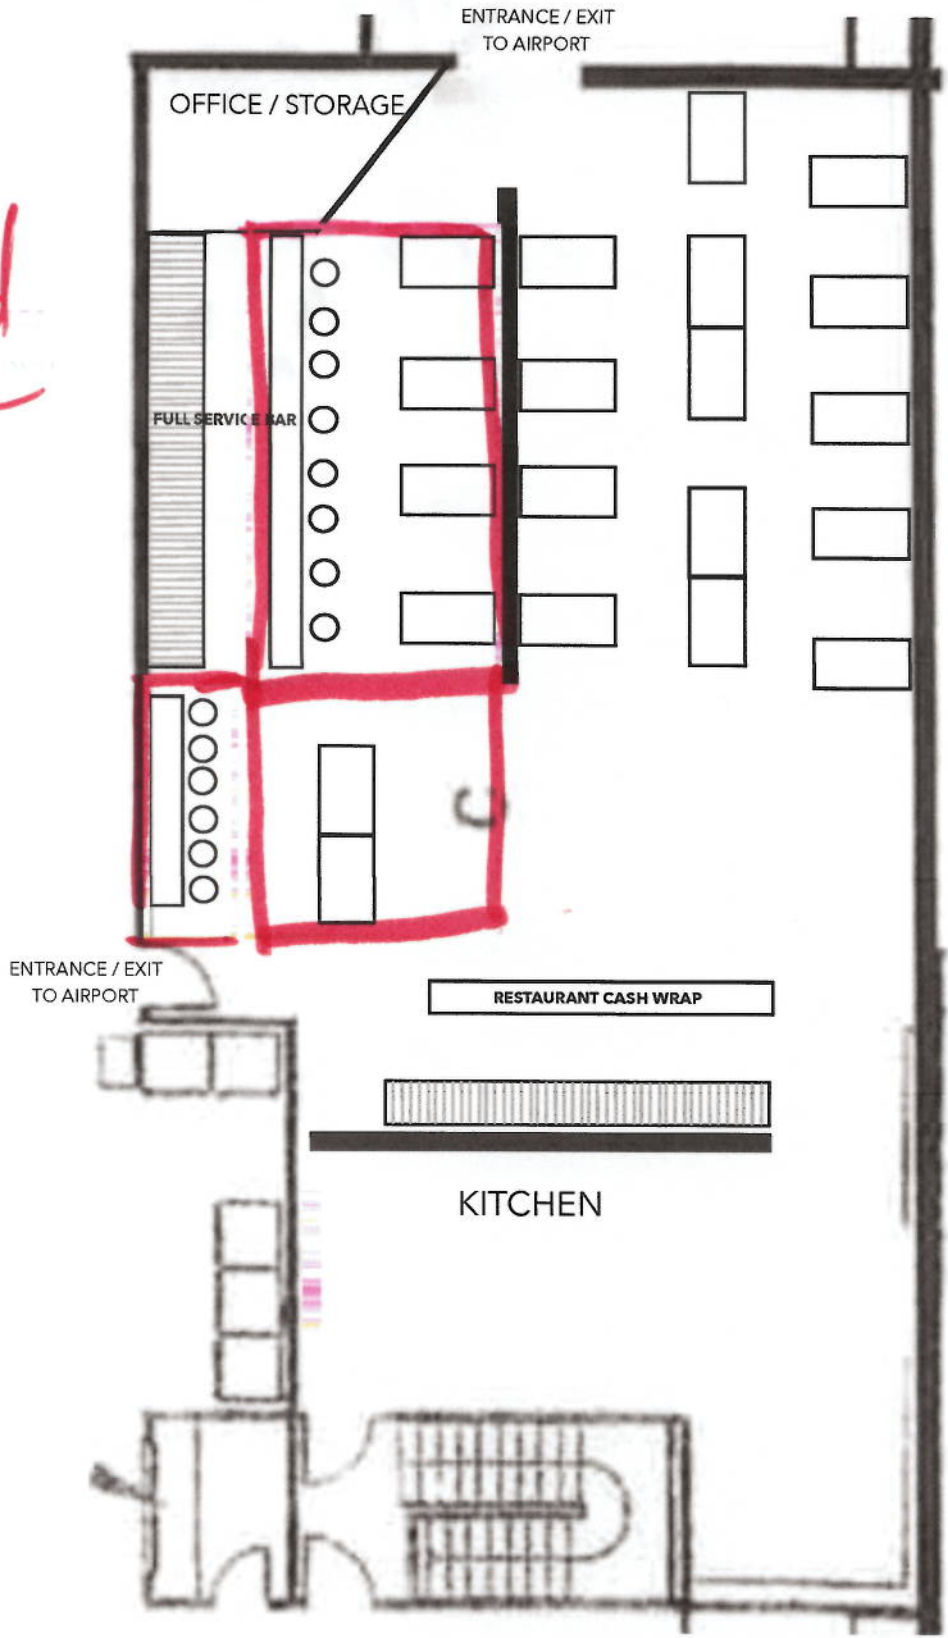 ENTRANCE / EXIT
TO AIRPORT
OFFICE / STORAGE
FULL SERVICE BAR
C
ENTRANCE / EXIT
TO AIRPORT
RESTAURANT CASH WRAP
KITCHEN